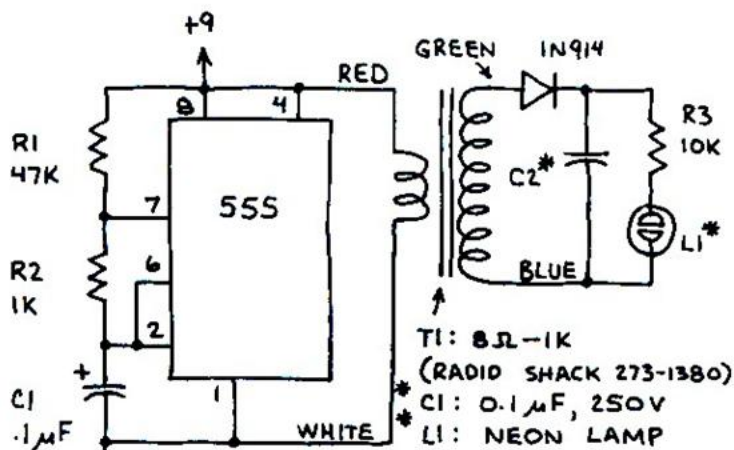 +9
GREEN 1N914
RED
8 4
R1
47K
R3
10K
C2*
555
7
L1*
6
R2
1K
BLUE
2
T1: 8Ω-1K
(RADIO SHACK 273-1380)
+
1
* C1: 0.1µF, 250V
C1
.1µF
WHITE * L1: NEON LAMP